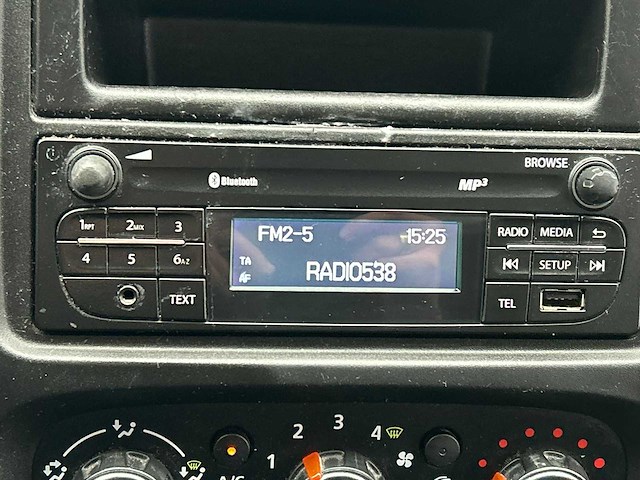 BROWSE
Bluetooth
MP3
1RPT 2MIX 3
4 5 6AZ
TEXT
FM2-5 15:25
TA
AF
RADIO538
RADIO MEDIA
SETUP
TEL
1 2 3 4
A/C